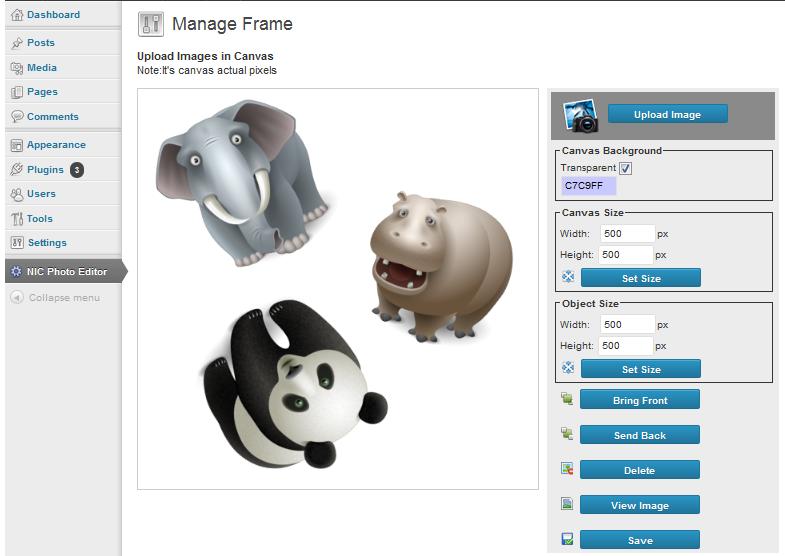 Dashboard
Posts
Media
Pages
Comments
Appearance
Plugins 3
Users
Tools
Settings
NIC Photo Editor
Collapse menu
Manage Frame
Upload Images in Canvas
Note:It's canvas actual pixels
Upload Image
Canvas Background
Transparent
C7C9FF
Canvas Size
Width: 500 px
Height: 500 px
Set Size
Object Size
Width: 500 px
Height: 500 px
Set Size
Bring Front
Send Back
Delete
View Image
Save